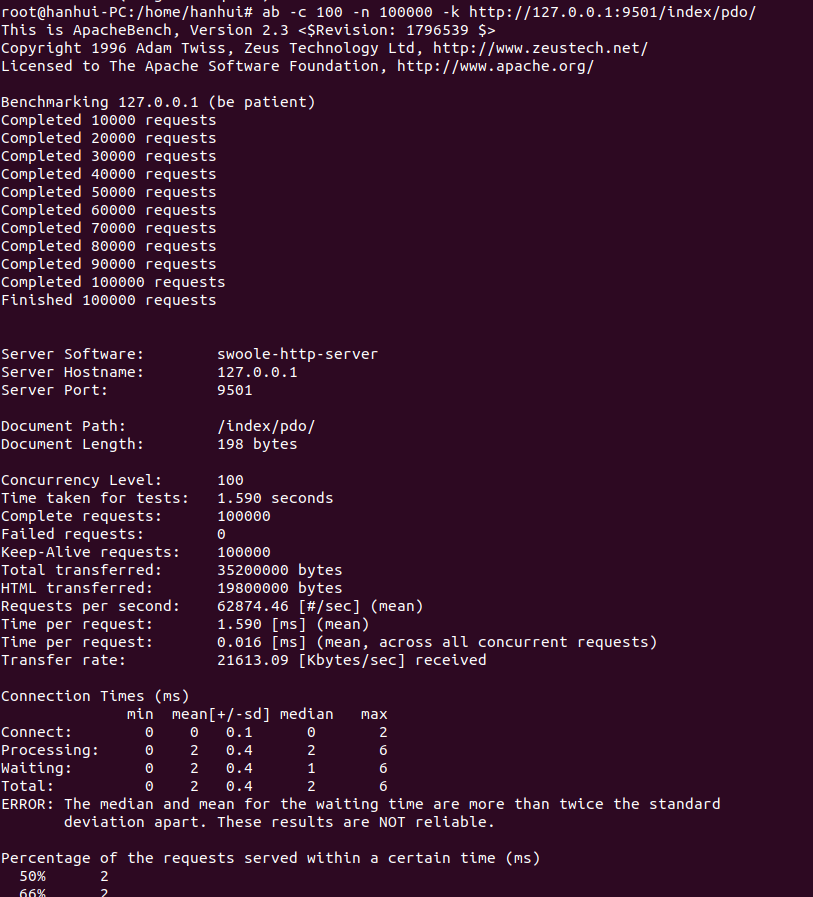 root@hanhui-PC:/home/hanhui# ab -c 100 -n 100000 -k http://127.0.0.1:9501/index/pdo/
This is ApacheBench, Version 2.3 <$Revision: 1796539 $>
Copyright 1996 Adam Twiss, Zeus Technology Ltd, http://www.zeustech.net/
Licensed to The Apache Software Foundation, http://www.apache.org/

Benchmarking 127.0.0.1 (be patient)
Completed 10000 requests
Completed 20000 requests
Completed 30000 requests
Completed 40000 requests
Completed 50000 requests
Completed 60000 requests
Completed 70000 requests
Completed 80000 requests
Completed 90000 requests
Completed 100000 requests
Finished 100000 requests


Server Software:        swoole-http-server
Server Hostname:        127.0.0.1
Server Port:            9501

Document Path:          /index/pdo/
Document Length:        198 bytes

Concurrency Level:      100
Time taken for tests:   1.590 seconds
Complete requests:      100000
Failed requests:        0
Keep-Alive requests:    100000
Total transferred:      35200000 bytes
HTML transferred:       19800000 bytes
Requests per second:    62874.46 [#/sec] (mean)
Time per request:       1.590 [ms] (mean)
Time per request:       0.016 [ms] (mean, across all concurrent requests)
Transfer rate:          21613.09 [Kbytes/sec] received

Connection Times (ms)
              min  mean[+/-sd] median   max
Connect:        0    0   0.1      0       2
Processing:     0    2   0.4      2       6
Waiting:        0    2   0.4      1       6
Total:          0    2   0.4      2       6
ERROR: The median and mean for the waiting time are more than twice the standard
       deviation apart. These results are NOT reliable.

Percentage of the requests served within a certain time (ms)
  50%      2
  66%      2